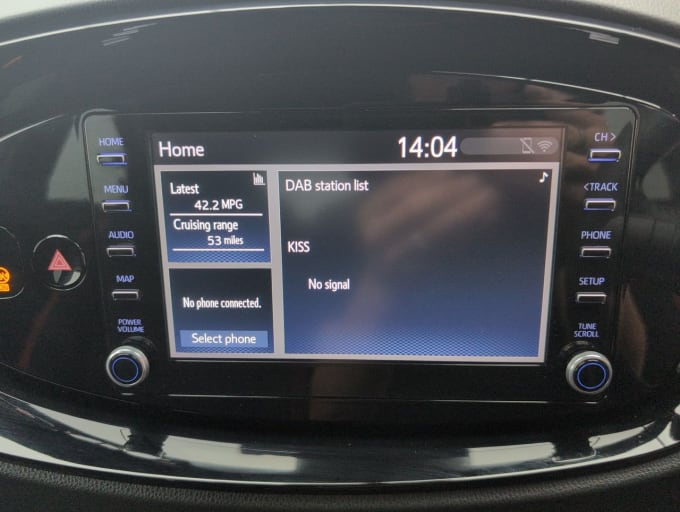 Home
14:04
HOME
MENU
AUDIO
MAP
POWER
VOLUME
Latest
42.2 MPG
Cruising range
53 miles
No phone connected.
Select phone
DAB station list
KISS
No signal
CH >
<TRACK
PHONE
SETUP
TUNE
SCROLL